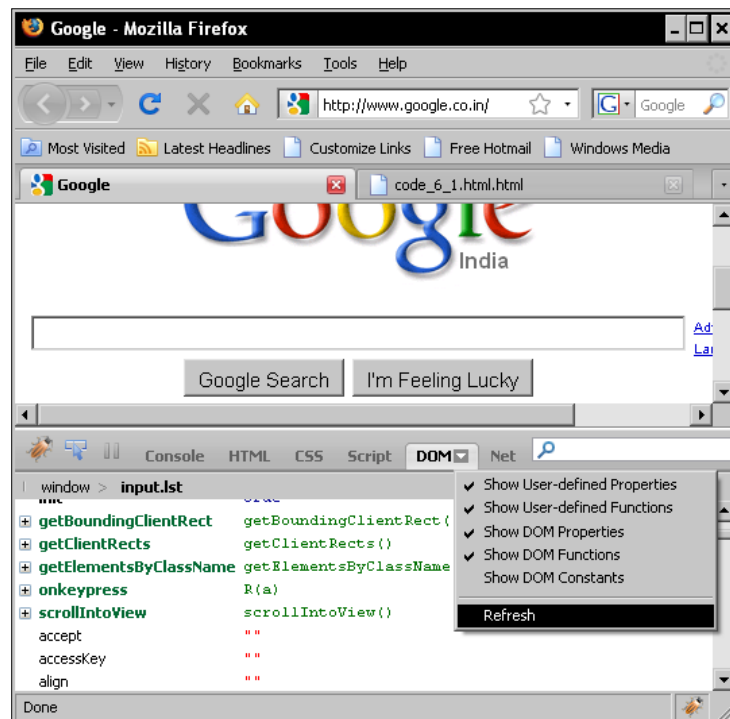 Google - Mozilla Firefox
File Edit View History Bookmarks Tools Help
http://www.google.co.in/ G Google
Most Visited Latest Headlines Customize Links Free Hotmail Windows Media
Google code_6_1.html.html
Google
India
Google Search I'm Feeling Lucky
Console HTML CSS Script DOM Net
window > input.lst
Show User-defined Properties
Show User-defined Functions
Show DOM Properties
Show DOM Functions
Show DOM Constants
Refresh
getBoundingClientRect getBoundingClientRect(
getClientRects getClientRects()
getElementsByClassName getElementsByClassName
onkeypress R(a)
scrollIntoView scrollIntoView()
accept ""
accessKey ""
align ""
Done